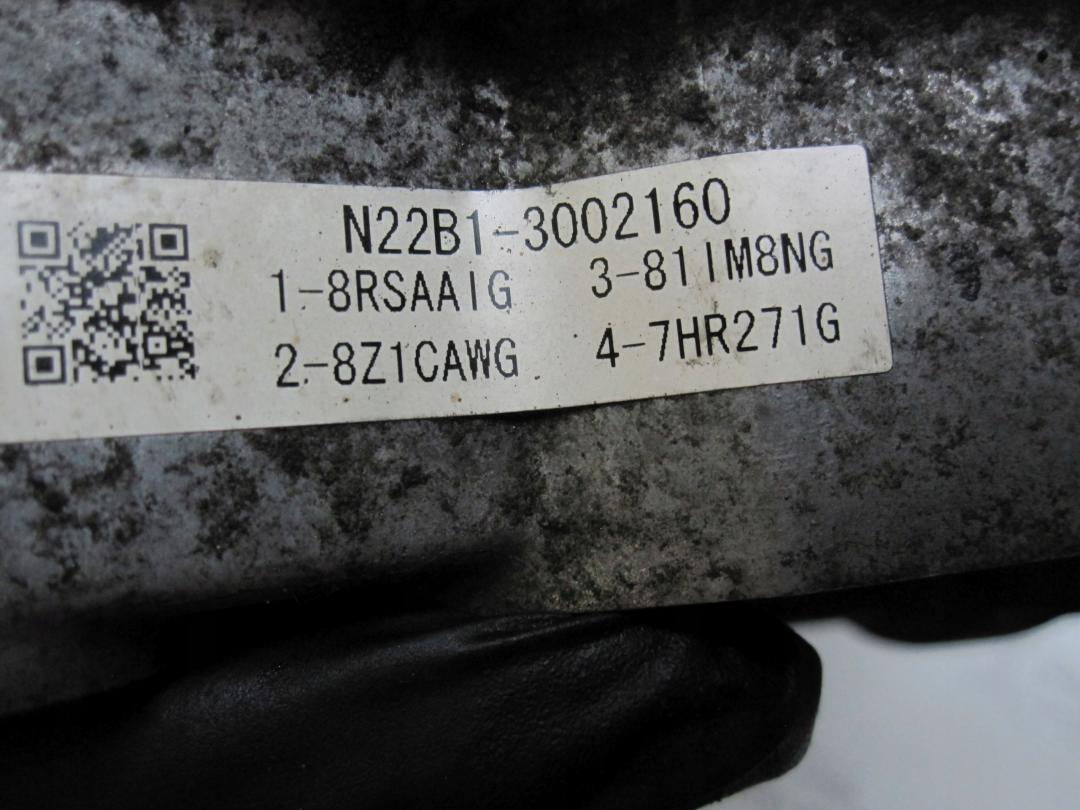 N22B1-3002160
1-8RSAAIG 3-81IM8NG
2-8Z1CAWG 4-7HR271G